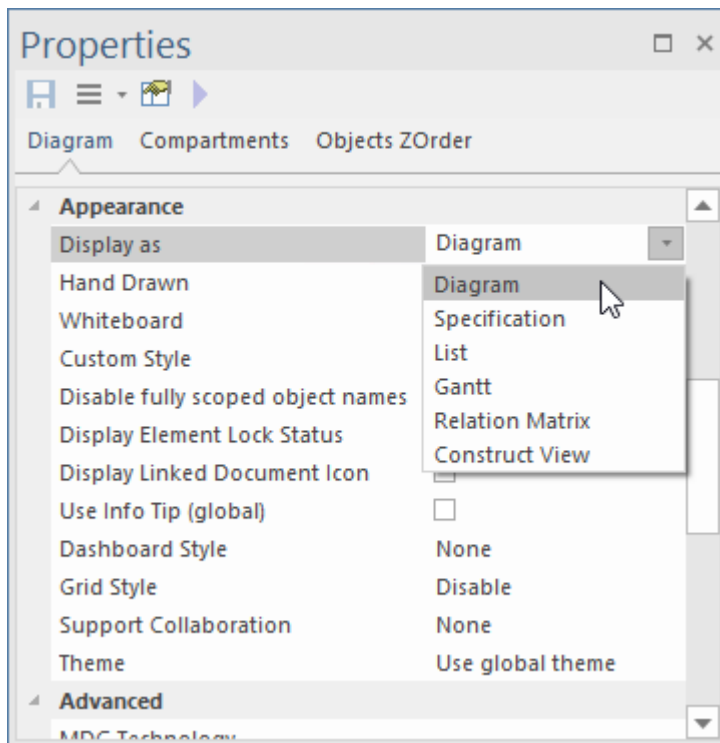 Properties
Diagram Compartments Objects ZOrder
Appearance
Display as Diagram
Hand Drawn Diagram
Whiteboard Specification
Custom Style List
Disable fully scoped object names Gantt
Display Element Lock Status Relation Matrix
Display Linked Document Icon Construct View
Use Info Tip (global)
Dashboard Style None
Grid Style Disable
Support Collaboration None
Theme Use global theme
Advanced
MDG Technology